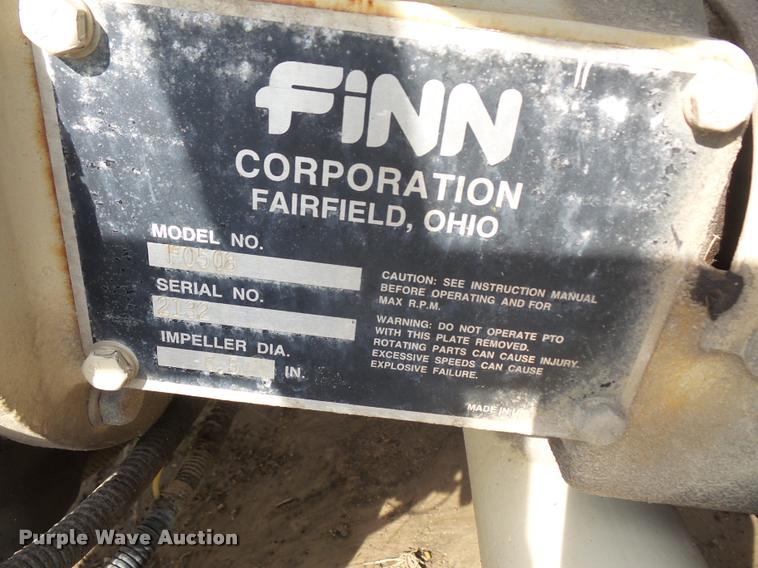 FiNN
CORPORATION
FAIRFIELD, OHIO
MODEL NO.
F0508
SERIAL NO.
2132
IMPELLER DIA.
IN.
CAUTION: SEE INSTRUCTION MANUAL
BEFORE OPERATING AND FOR
MAX R.P.M.
WARNING: DO NOT OPERATE PTO
WITH THIS PLATE REMOVED.
ROTATING PARTS CAN CAUSE INJURY.
EXCESSIVE SPEEDS CAN CAUSE
EXPLOSIVE FAILURE.
MADE IN
Purple Wave Auction